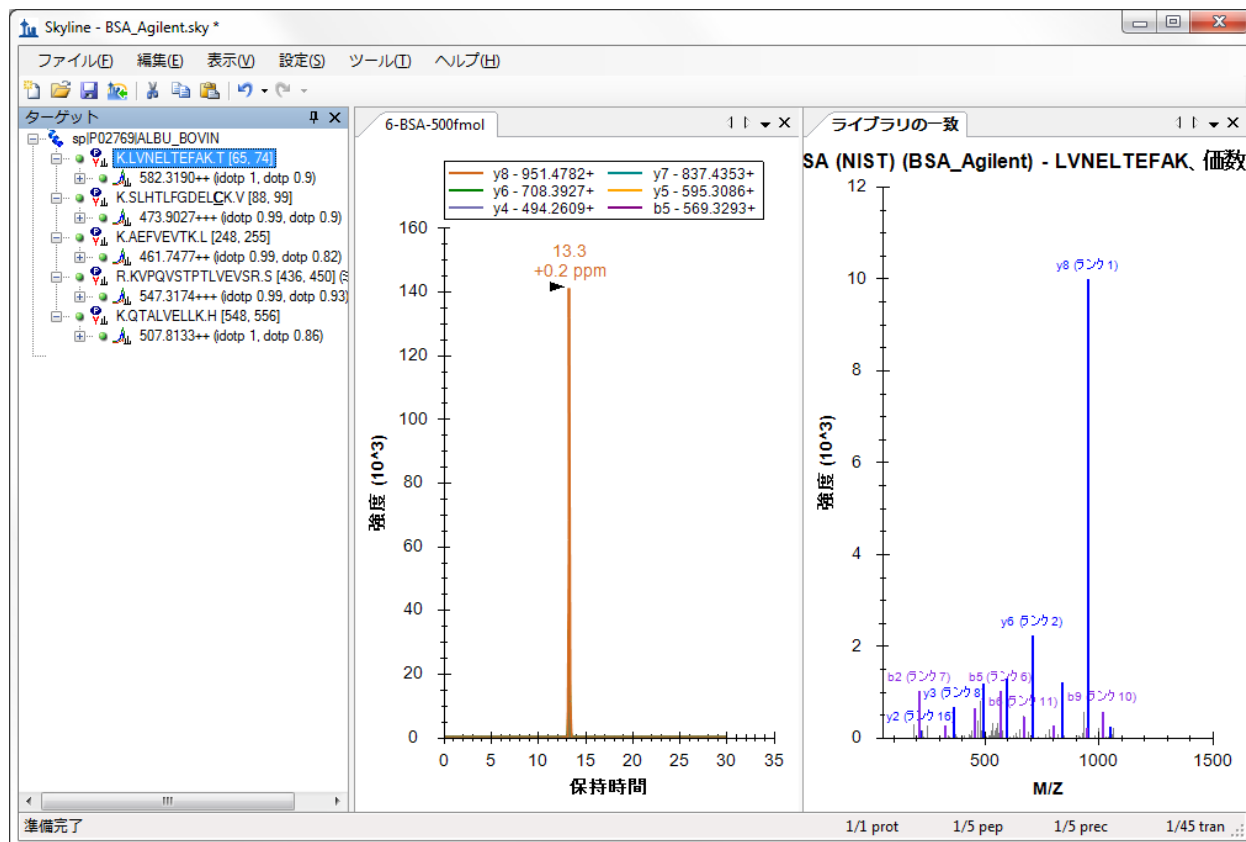 Skyline - BSA_Agilent.sky *
ファイル(F) 編集(E) 表示(V) 設定(S) ツール(T) ヘルプ(H)
ターゲット
sp|P02769|ALBU_BOVIN
K.LVNELTEFAK.T [65, 74]
582.3190++ (idotp 1, dotp 0.9)
K.SLHTLFGDELCK.V [88, 99]
473.9027+++ (idotp 0.99, dotp 0.9)
K.AEFVEVTK.L [248, 255]
461.7477++ (idotp 0.99, dotp 0.82)
R.KVPQVSTPTLVEVSR.S [436, 450]
547.3174+++ (idotp 0.99, dotp 0.93)
K.QTALVELLK.H [548, 556]
507.8133++ (idotp 1, dotp 0.86)
6-BSA-500fmol
y8 - 951.4782+ y7 - 837.4353+
y6 - 708.3927+ y5 - 595.3086+
y4 - 494.2609+ b5 - 569.3293+
160
140
120
100
80
60
40
20
0
強度 (10^3)
13.3
+0.2 ppm
0 5 10 15 20 25 30 35
保持時間
ライブラリの一致
SA (NIST) (BSA_Agilent) - LVNELTEFAK、価数
12
10
8
6
4
2
0
強度 (10^3)
y8 (ランク 1)
y6 (ランク 2)
b2 (ランク 7)
b5 (ランク 6)
y3 (ランク 8)
b6 (ランク 11)
b9 (ランク 10)
y2 (ランク 16)
500 1000 1500
M/Z
準備完了
1/1 prot 1/5 pep 1/5 prec 1/45 tran